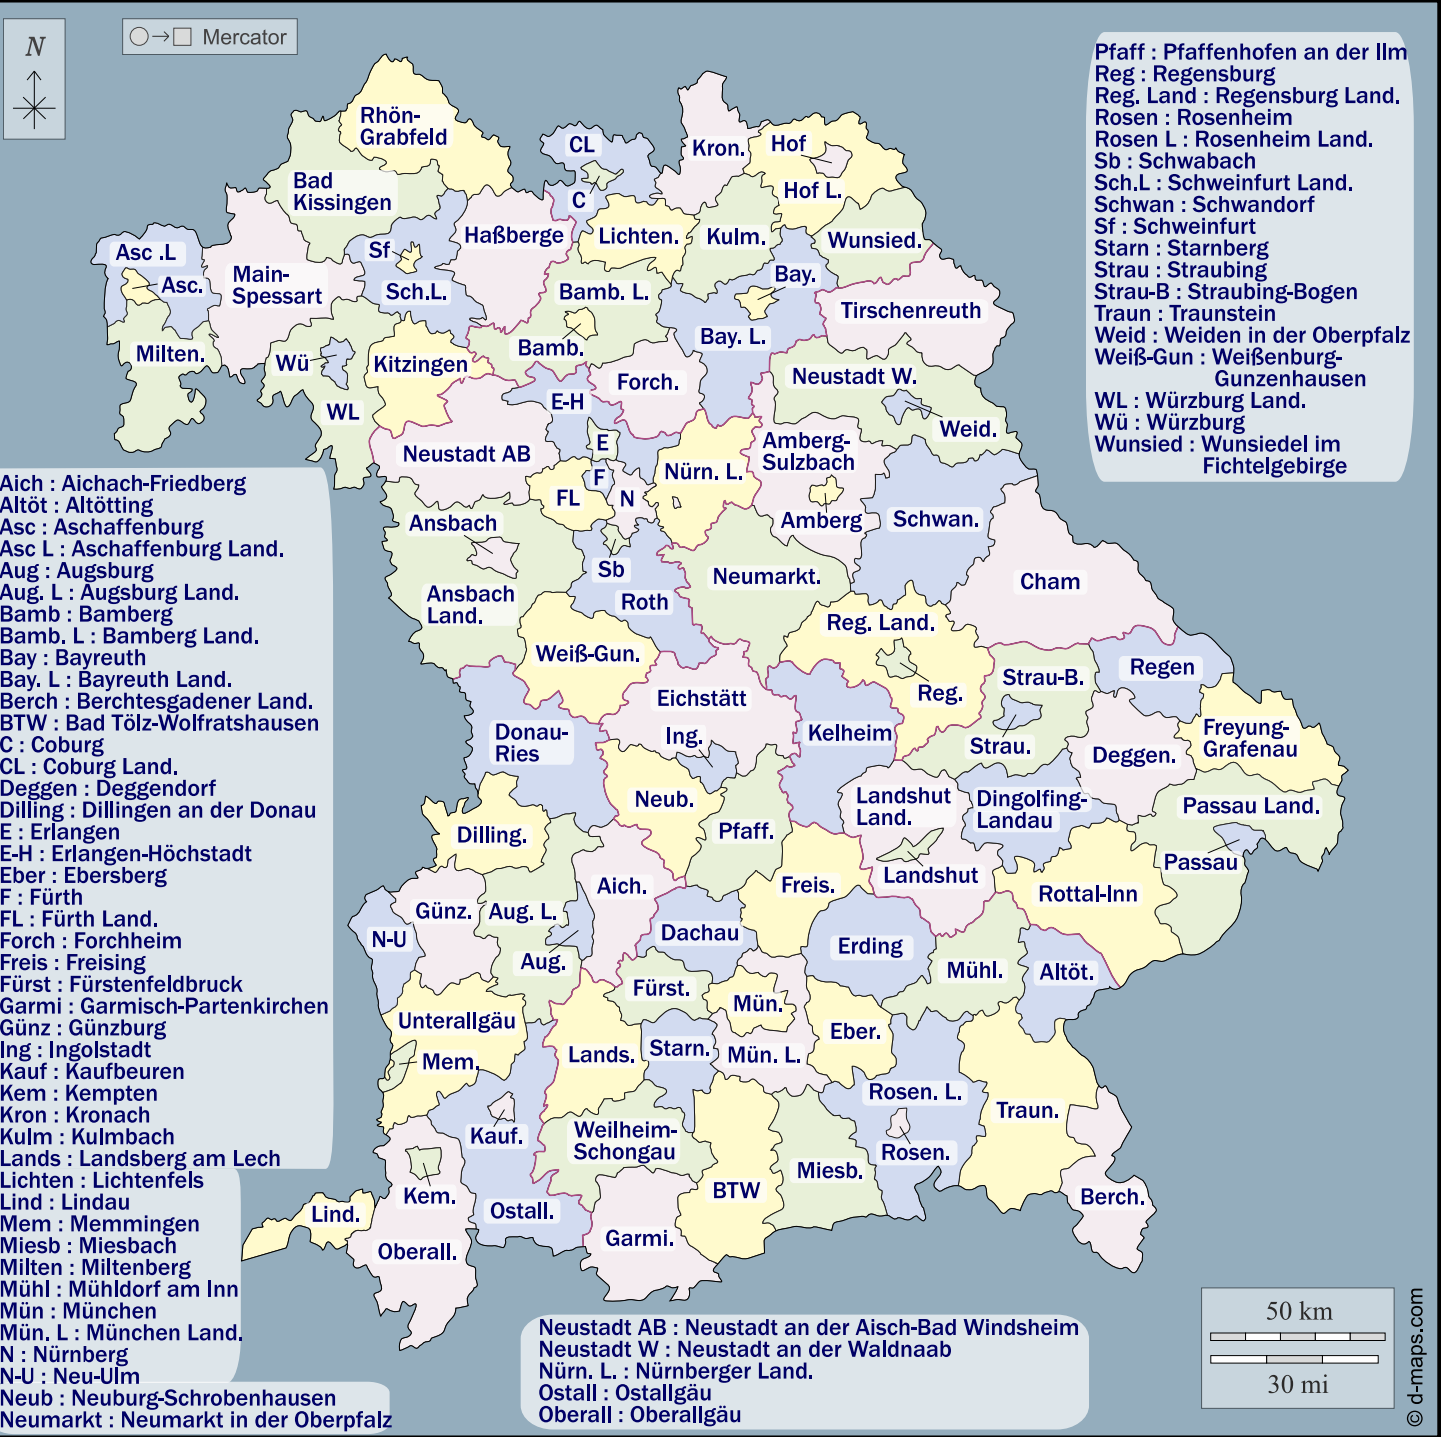 N
Mercator
Pfaff : Pfaffenhofen an der Ilm
Reg : Regensburg
Reg. Land : Regensburg Land.
Rosen : Rosenheim
Rosen L : Rosenheim Land.
Sb : Schwabach
Sch.L : Schweinfurt Land.
Schwan : Schwandorf
Sf : Schweinfurt
Starn : Starnberg
Strau : Straubing
Strau-B : Straubing-Bogen
Traun : Traunstein
Weid : Weiden in der Oberpfalz
Weiß-Gun : Weißenburg-
Gunzenhausen
WL : Würzburg Land.
Wü : Würzburg
Wunsied : Wunsiedel im
Fichtelgebirge
Rhön-
Grabfeld
Bad
Kissingen
CL
C
Kron.
Hof
Hof L.
Haßberge
Lichten.
Kulm.
Wunsied.
Asc .L
Asc.
Main-
Spessart
Sf
Sch.L.
Bamb. L.
Bamb.
Bay.
Bay. L.
Tirschenreuth
Milten.
Wü
WL
Kitzingen
E-H
Forch.
Neustadt W.
Weid.
Neustadt AB
E
F
FL
N
Nürn. L.
Amberg-
Sulzbach
Amberg
Schwan.
Ansbach
Ansbach
Land.
Sb
Roth
Neumarkt.
Cham
Weiß-Gun.
Reg. Land.
Reg.
Strau-B.
Strau.
Regen
Eichstätt
Ing.
Kelheim
Deggen.
Freyung-
Grafenau
Donau-
Ries
Neub.
Pfaff.
Landshut
Land.
Landshut
Dingolfing-
Landau
Passau Land.
Passau
Dilling.
Aich.
Freis.
Rottal-Inn
Günz.
Aug. L.
Aug.
N-U
Dachau
Erding
Mühl.
Altöt.
Unterallgäu
Mem.
Fürst.
Mün.
Mün. L.
Eber.
Lands.
Starn.
Rosen. L.
Rosen.
Traun.
Kauf.
Weilheim-
Schongau
BTW
Miesb.
Berch.
Kem.
Ostall.
Lind.
Oberall.
Garmi.
Aich : Aichach-Friedberg
Altöt : Altötting
Asc : Aschaffenburg
Asc L : Aschaffenburg Land.
Aug : Augsburg
Aug. L : Augsburg Land.
Bamb : Bamberg
Bamb. L : Bamberg Land.
Bay : Bayreuth
Bay. L : Bayreuth Land.
Berch : Berchtesgadener Land.
BTW : Bad Tölz-Wolfratshausen
C : Coburg
CL : Coburg Land.
Deggen : Deggendorf
Dilling : Dillingen an der Donau
E : Erlangen
E-H : Erlangen-Höchstadt
Eber : Ebersberg
F : Fürth
FL : Fürth Land.
Forch : Forchheim
Freis : Freising
Fürst : Fürstenfeldbruck
Garmi : Garmisch-Partenkirchen
Günz : Günzburg
Ing : Ingolstadt
Kauf : Kaufbeuren
Kem : Kempten
Kron : Kronach
Kulm : Kulmbach
Lands : Landsberg am Lech
Lichten : Lichtenfels
Lind : Lindau
Mem : Memmingen
Miesb : Miesbach
Milten : Miltenberg
Mühl : Mühldorf am Inn
Mün : München
Mün. L : München Land.
N : Nürnberg
N-U : Neu-Ulm
Neub : Neuburg-Schrobenhausen
Neumarkt : Neumarkt in der Oberpfalz
Neustadt AB : Neustadt an der Aisch-Bad Windsheim
Neustadt W : Neustadt an der Waldnaab
Nürn. L. : Nürnberger Land.
Ostall : Ostallgäu
Oberall : Oberallgäu
50 km
30 mi
© d-maps.com